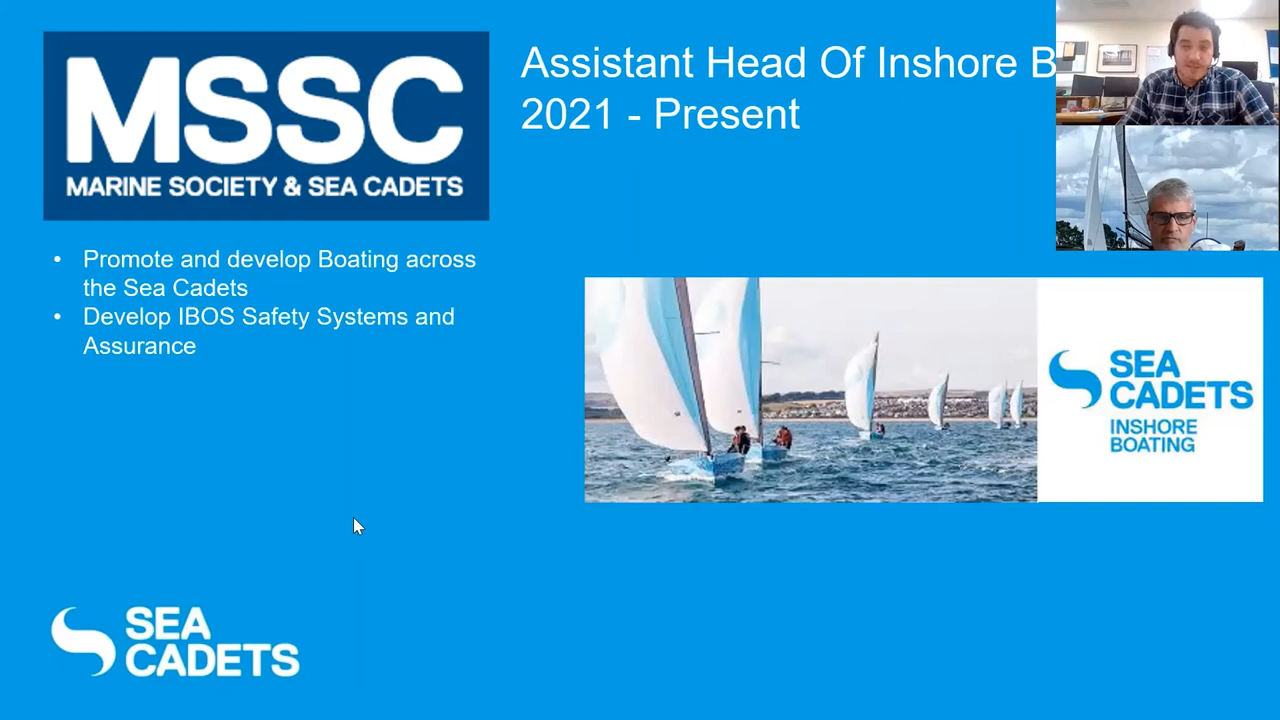 MSSC
MARINE SOCIETY & SEA CADETS
Assistant Head Of Inshore B
2021 - Present
• Promote and develop Boating across
the Sea Cadets
• Develop IBOS Safety Systems and
Assurance
SEA
CADETS
INSHORE
BOATING
SEA
CADETS